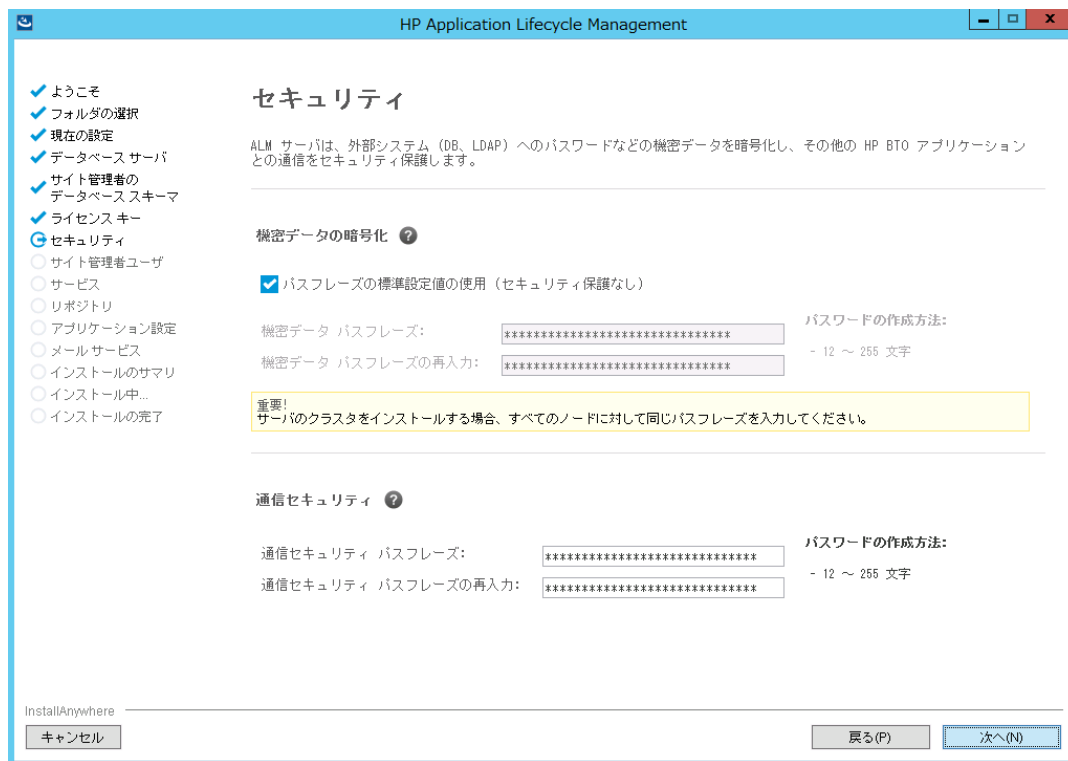 HP Application Lifecycle Management
ようこそ
フォルダの選択
現在の設定
データベース サーバ
サイト管理者の
データベース スキーマ
ライセンス キー
セキュリティ
サイト管理者ユーザ
サービス
リポジトリ
アプリケーション設定
メール サービス
インストールのサマリ
インストール中...
インストールの完了
セキュリティ
ALM サーバは、外部システム (DB、LDAP) へのパスワードなどの機密データを暗号化し、その他の HP BTO アプリケーション
との通信をセキュリティ保護します。
機密データの暗号化 ?
パスフレーズの標準設定値の使用 (セキュリティ保護なし)
機密データ パスフレーズ: *******************************
機密データ パスフレーズの再入力: *******************************
パスワードの作成方法:
- 12 ～ 255 文字
重要!
サーバのクラスタをインストールする場合、すべてのノードに対して同じパスフレーズを入力してください。
通信セキュリティ ?
通信セキュリティ パスフレーズ: *****************************
通信セキュリティ パスフレーズの再入力: *****************************
パスワードの作成方法:
- 12 ～ 255 文字
InstallAnywhere
キャンセル
戻る(P)
次へ(N)